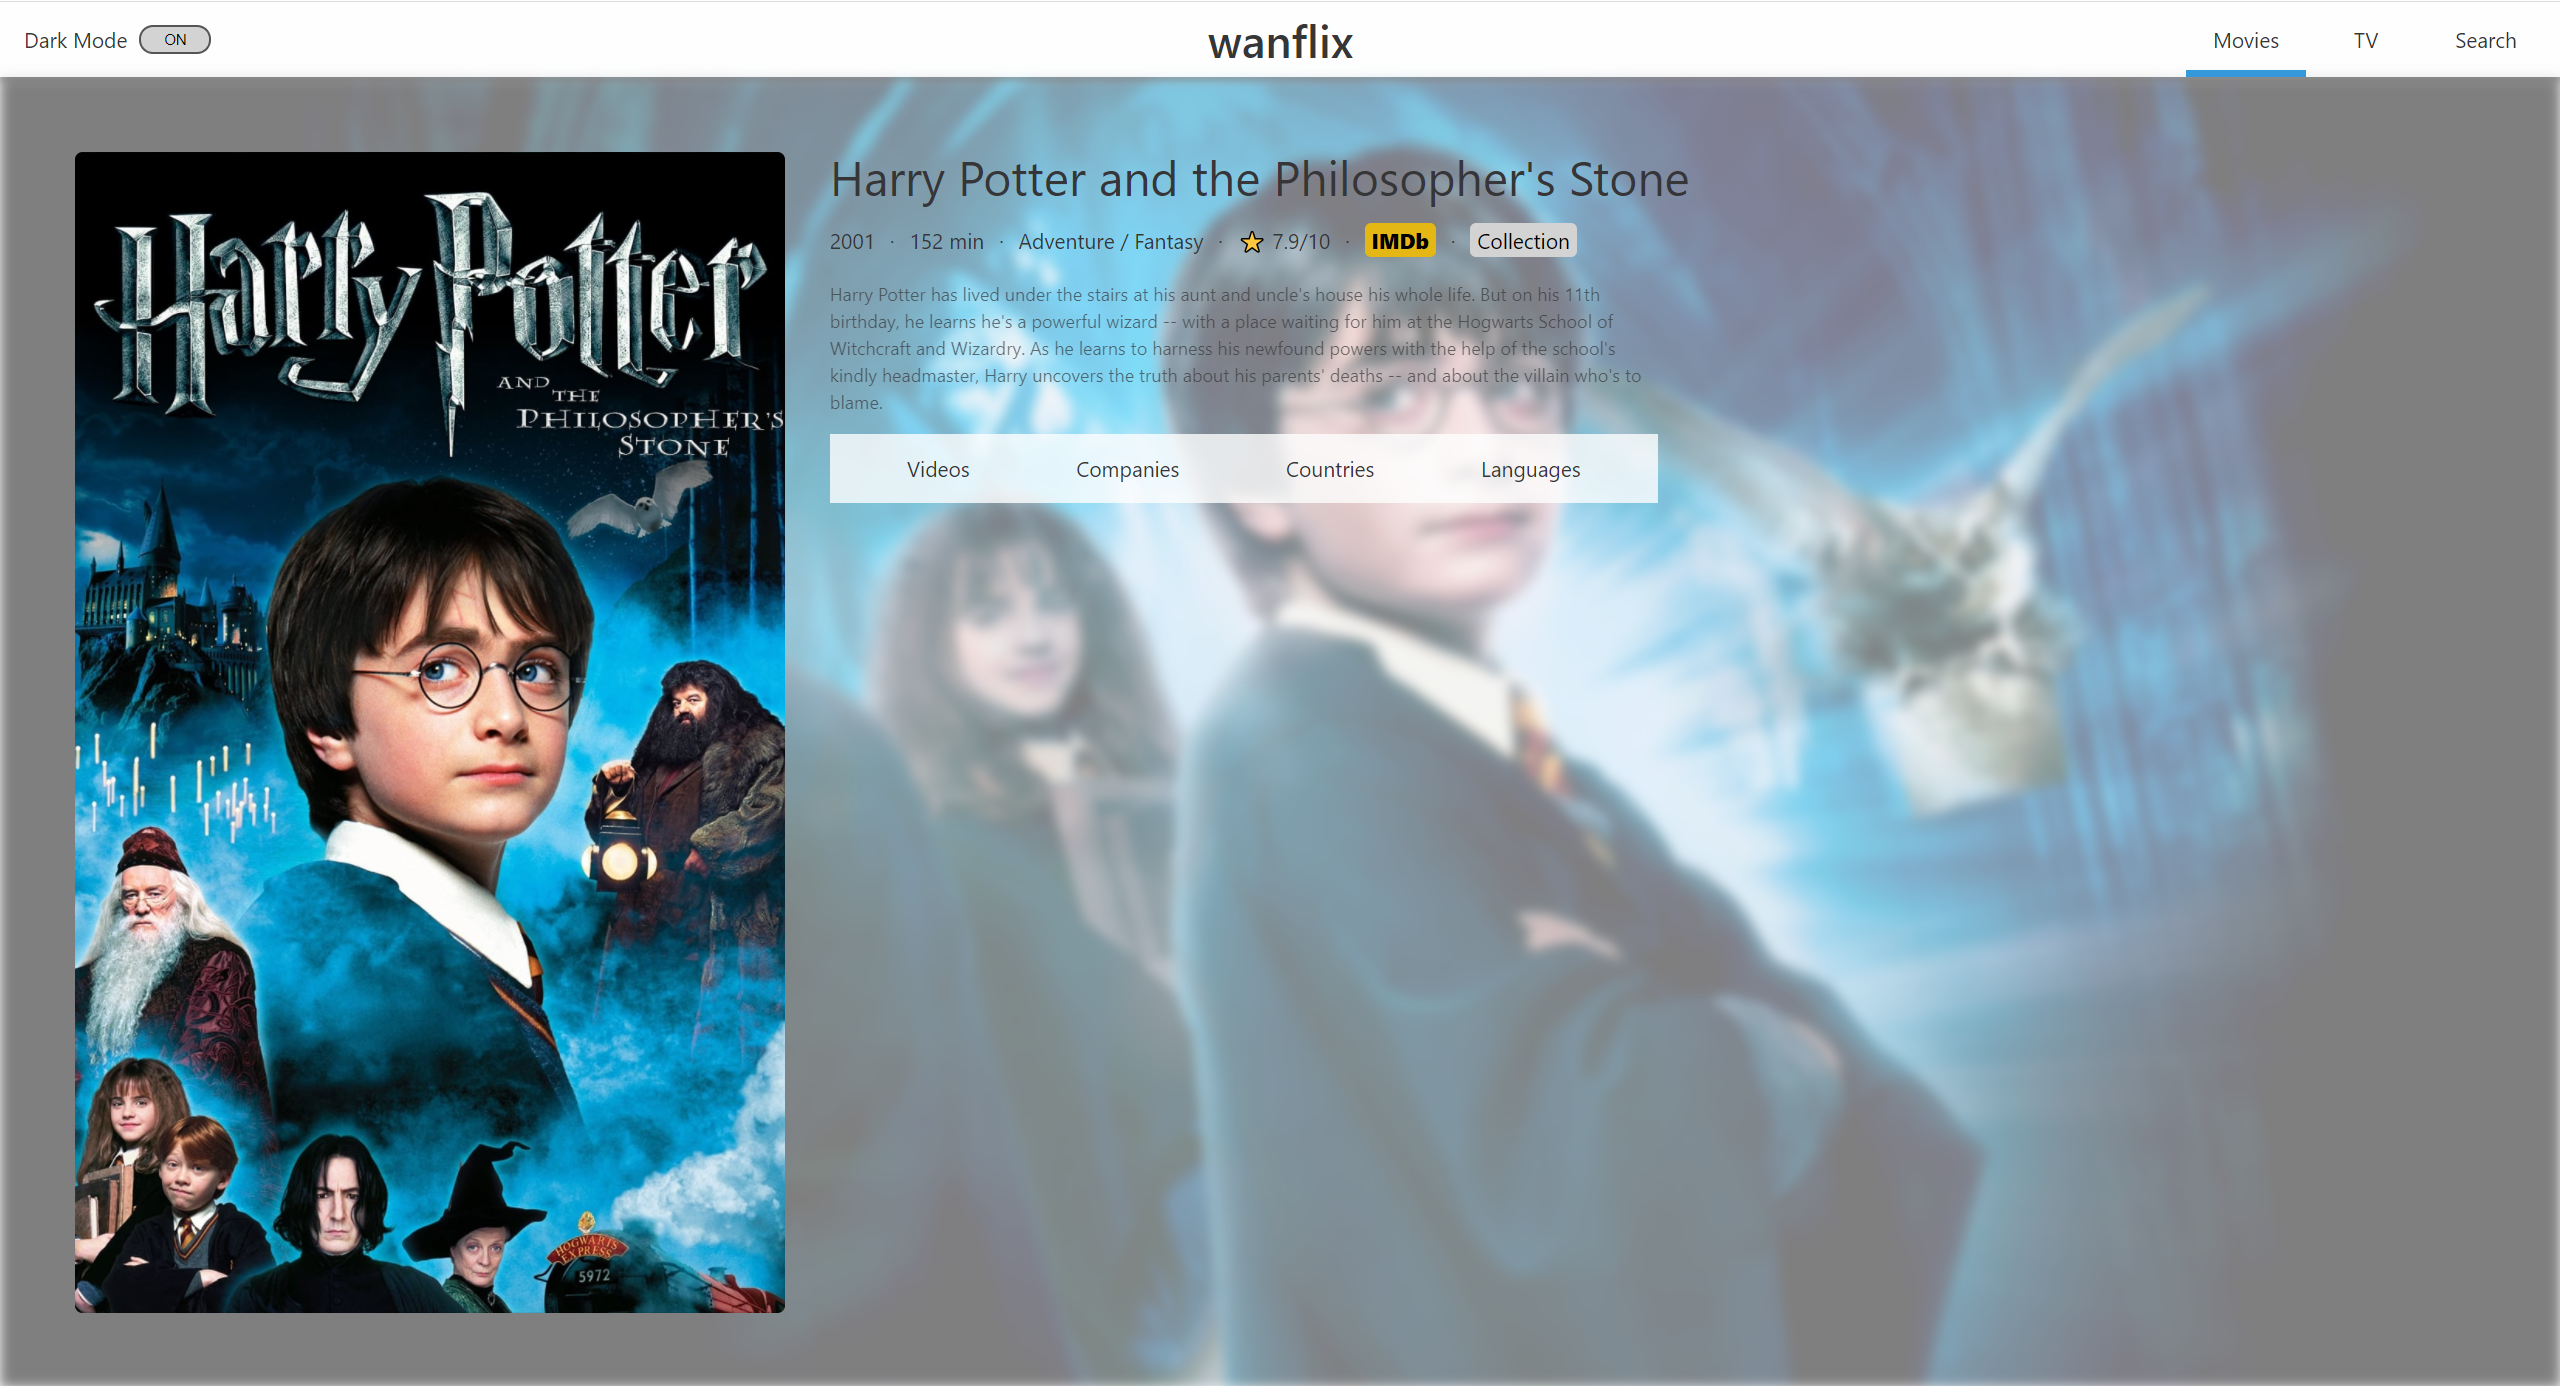 Dark Mode ON wanflix Movies TV Search
Harry Potter
AND THE
PHILOSOPHER'S
STONE
HOGWARTS
EXPRESS
5972
Harry Potter and the Philosopher's Stone
2001 · 152 min · Adventure / Fantasy · 7.9/10 · IMDb · Collection
Harry Potter has lived under the stairs at his aunt and uncle's house his whole life. But on his 11th
birthday, he learns he's a powerful wizard -- with a place waiting for him at the Hogwarts School of
Witchcraft and Wizardry. As he learns to harness his newfound powers with the help of the school's
kindly headmaster, Harry uncovers the truth about his parents' deaths -- and about the villain who's to
blame.
Videos Companies Countries Languages